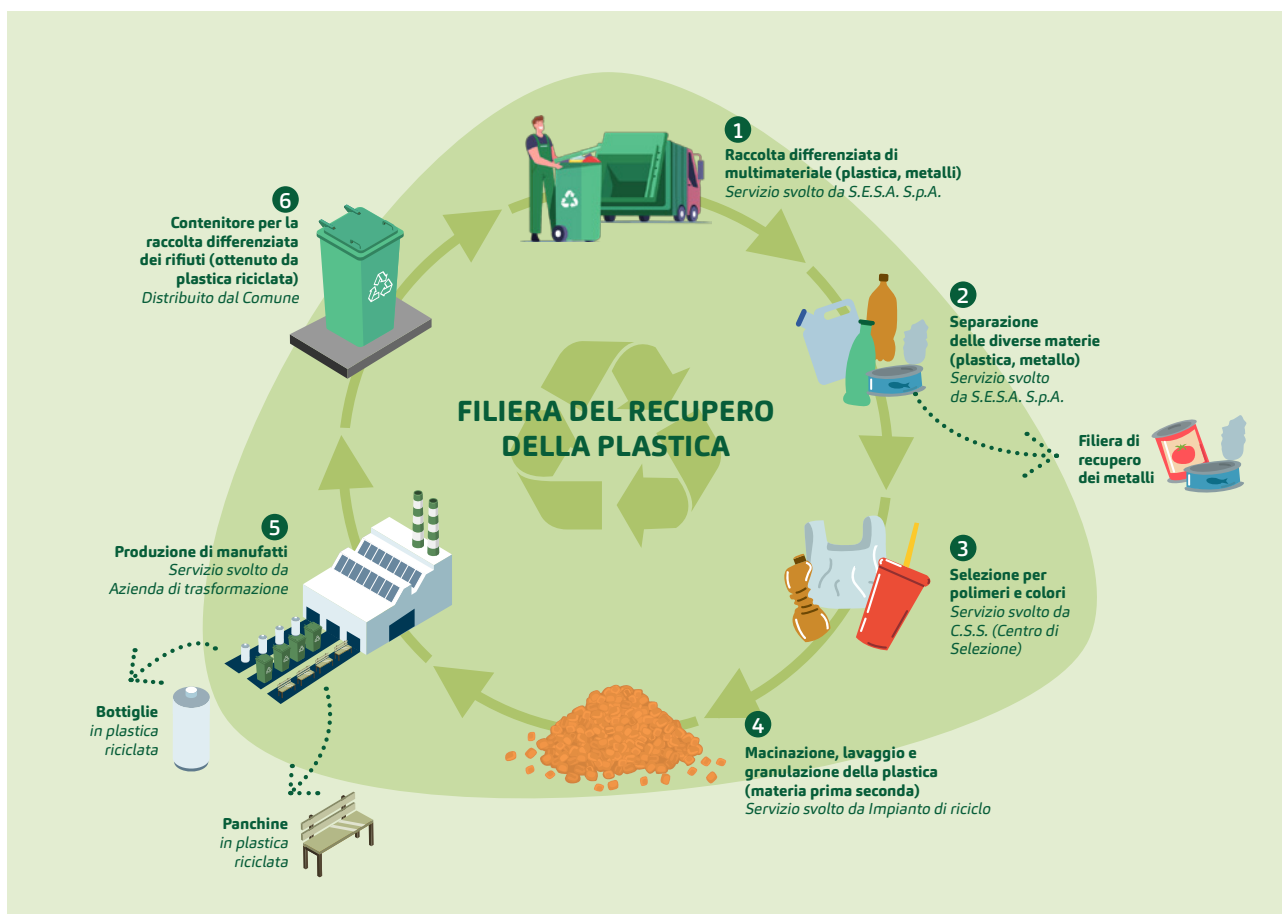 FILIERA DEL RECUPERO
DELLA PLASTICA
1
Raccolta differenziata di
multimateriale (plastica, metalli)
Servizio svolto da S.E.S.A. S.p.A.
2
Separazione
delle diverse materie
(plastica, metallo)
Servizio svolto
da S.E.S.A. S.p.A.
Filiera di
recupero
dei metalli
3
Selezione per
polimeri e colori
Servizio svolto da
C.S.S. (Centro di
Selezione)
4
Macinazione, lavaggio e
granulazione della plastica
(materia prima seconda)
Servizio svolto da Impianto di riciclo
5
Produzione di manufatti
Servizio svolto da
Azienda di trasformazione
Bottiglie
in plastica
riciclata
Panchine
in plastica
riciclata
6
Contenitore per la
raccolta differenziata
dei rifiuti (ottenuto da
plastica riciclata)
Distribuito dal Comune